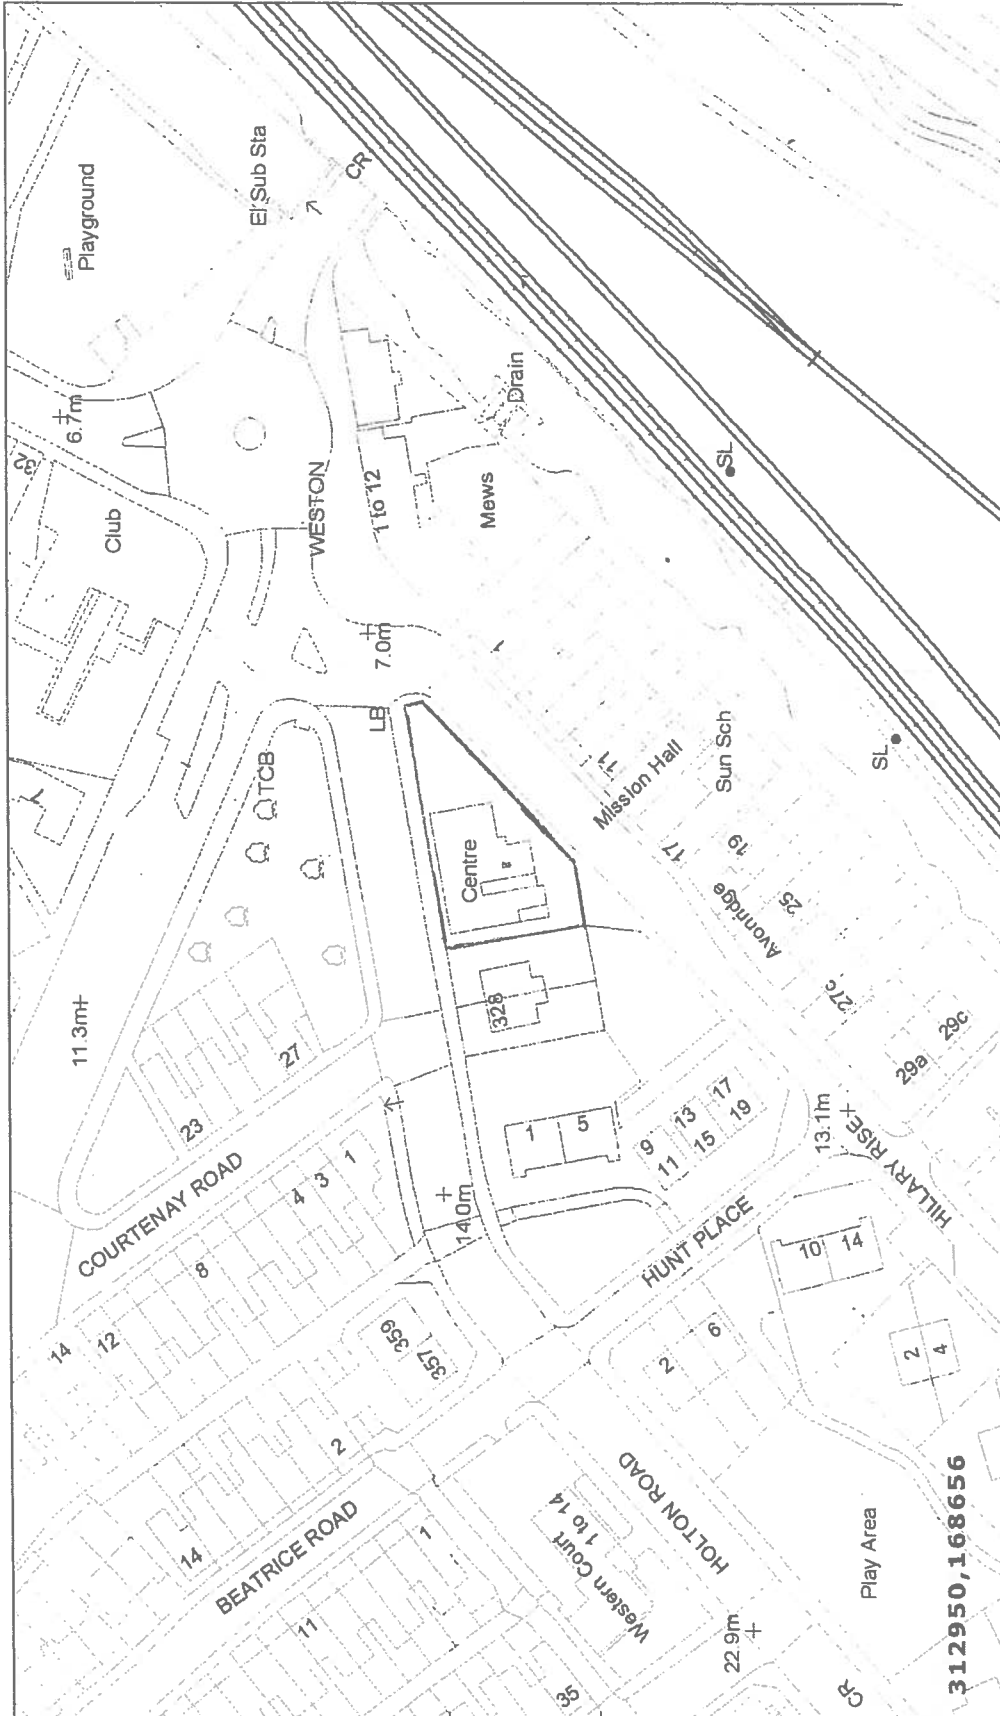 Playground
El Sub Sta
CR
6.7m
32
Club
WESTON
1 to 12
Mews
Drain
SL
7.0m
LB
TCB
Centre
11
Mission Hall
Sun Sch
SL
17
19
Avonridge
25
27c
29a
29c
328
11.3m
27
23
COURTENAY ROAD
1
3
4
8
12
14
14.0m
1
5
9
11
13
15
17
19
13.1m
HILLARY RISE
HUNT PLACE
10
14
2
4
359
357
2
6
2
14
BEATRICE ROAD
1
11
Western Court
1 to 14
HOLTON ROAD
Play Area
22.9m
35
CR
312950,168656